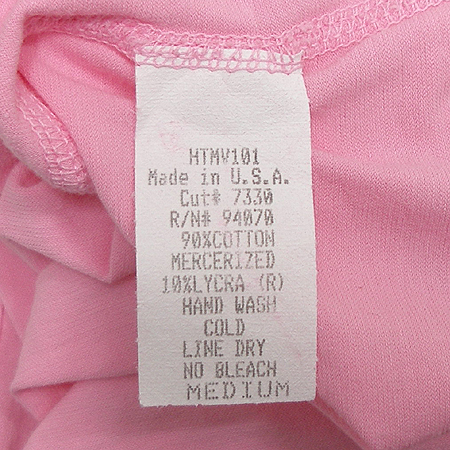 HTMV101
Made in U.S.A.
Cut# 7330
R/N# 94070
90%COTTON
MERCERIZED
10%LYCRA (R)
HAND WASH
COLD
LINE DRY
NO BLEACH
MEDIUM